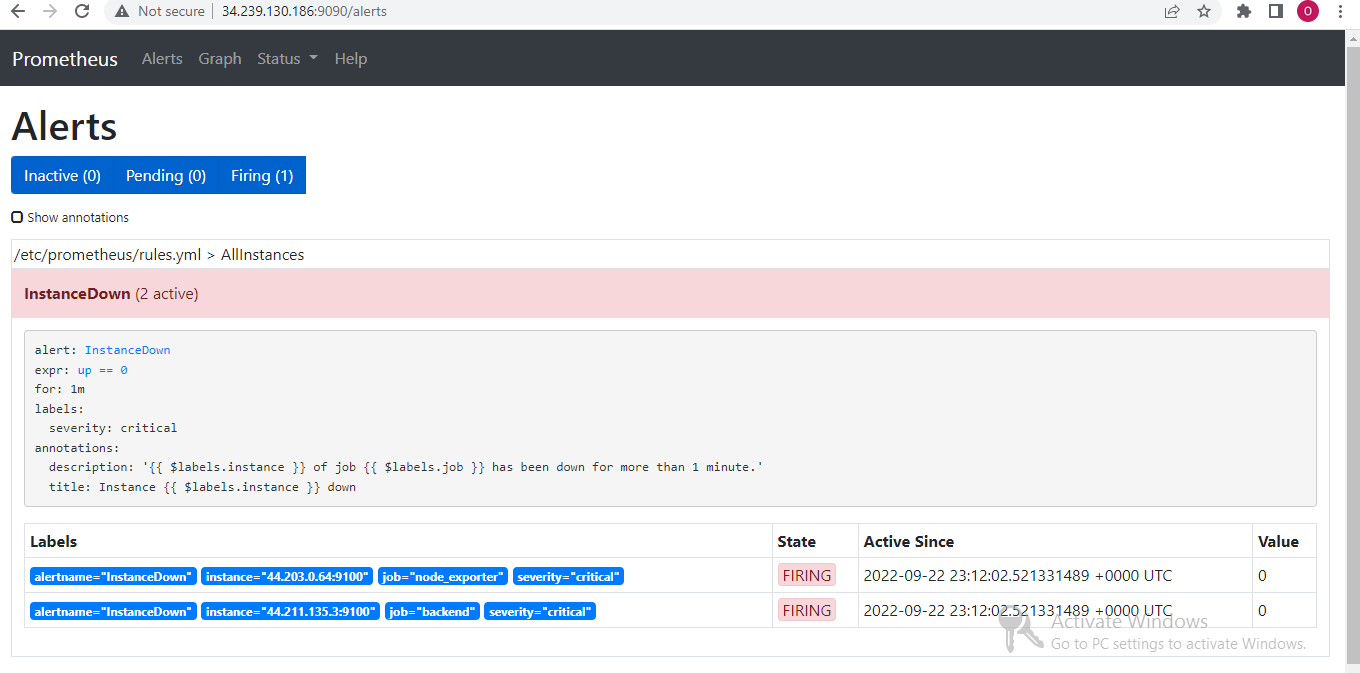 Not secure | 34.239.130.186:9090/alerts
O
Prometheus Alerts Graph Status Help
Alerts
Inactive (0) Pending (0) Firing (1)
Show annotations
/etc/prometheus/rules.yml > AllInstances
InstanceDown (2 active)
alert: InstanceDown
expr: up == 0
for: 1m
labels:
  severity: critical
annotations:
  description: '{{ $labels.instance }} of job {{ $labels.job }} has been down for more than 1 minute.'
  title: Instance {{ $labels.instance }} down
Labels State Active Since Value
alertname="InstanceDown" instance="44.203.0.64:9100" job="node_exporter" severity="critical" FIRING 2022-09-22 23:12:02.521331489 +0000 UTC 0
alertname="InstanceDown" instance="44.211.135.3:9100" job="backend" severity="critical" FIRING 2022-09-22 23:12:02.521331489 +0000 UTC 0
Activate Windows
Go to PC settings to activate Windows.